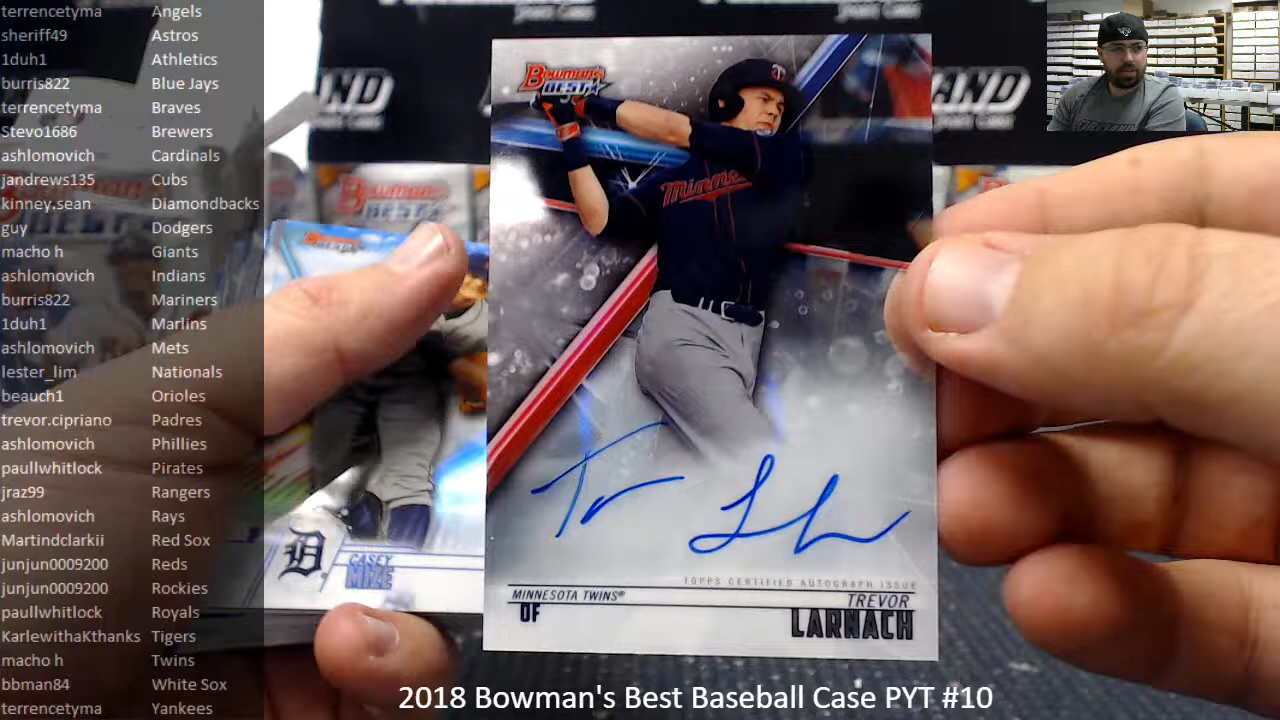 terrencetyma Angels
sheriff49 Astros
1duh1 Athletics
burris822 Blue Jays
terrencetyma Braves
Stevo1686 Brewers
ashlomovich Cardinals
jandrews135 Cubs
kinney.sean Diamondbacks
guy Dodgers
macho h Giants
ashlomovich Indians
burris822 Mariners
1duh1 Marlins
ashlomovich Mets
lester_lim Nationals
beauch1 Orioles
trevor.cipriano Padres
ashlomovich Phillies
paullwhitlock Pirates
jraz99 Rangers
ashlomovich Rays
Martindclarkii Red Sox
junjun0009200 Reds
junjun0009200 Rockies
paullwhitlock Royals
KarlewithaKthanks Tigers
macho h Twins
bbman84 White Sox
terrencetyma Yankees
BOWMAN'S
BEST
Minne
TOPPS CERTIFIED AUTOGRAPH ISSUE
MINNESOTA TWINS®
TREVOR
OF
LARNACH
D
CASEY
MIZE
2018 Bowman's Best Baseball Case PYT #10